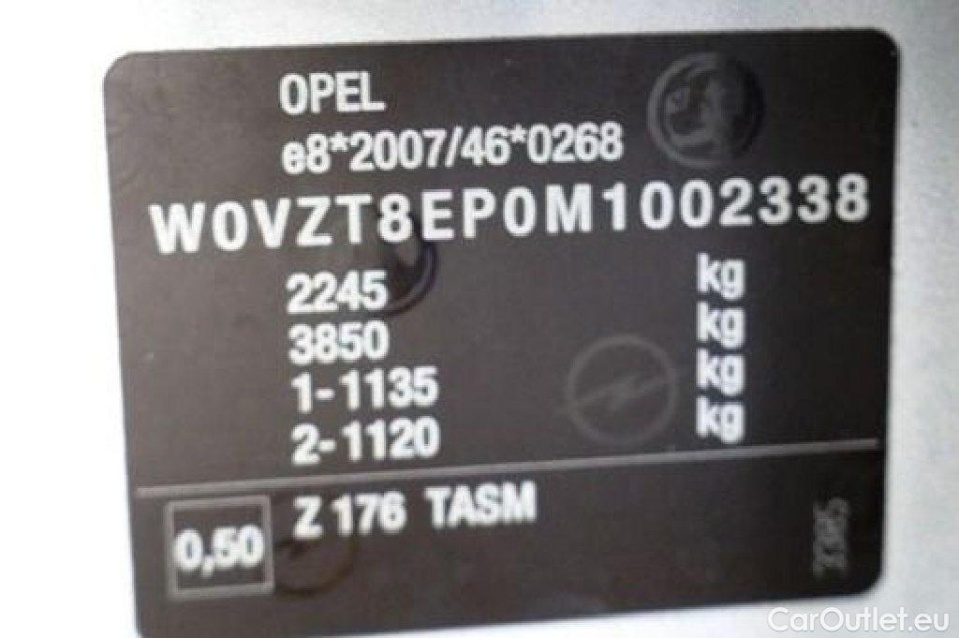 OPEL
e8*2007/46*0268
W0VZT8EP0M1002338
2245 kg
3850 kg
1-1135 kg
2-1120 kg
Z 176 TASM
0,50
CarOutlet.eu